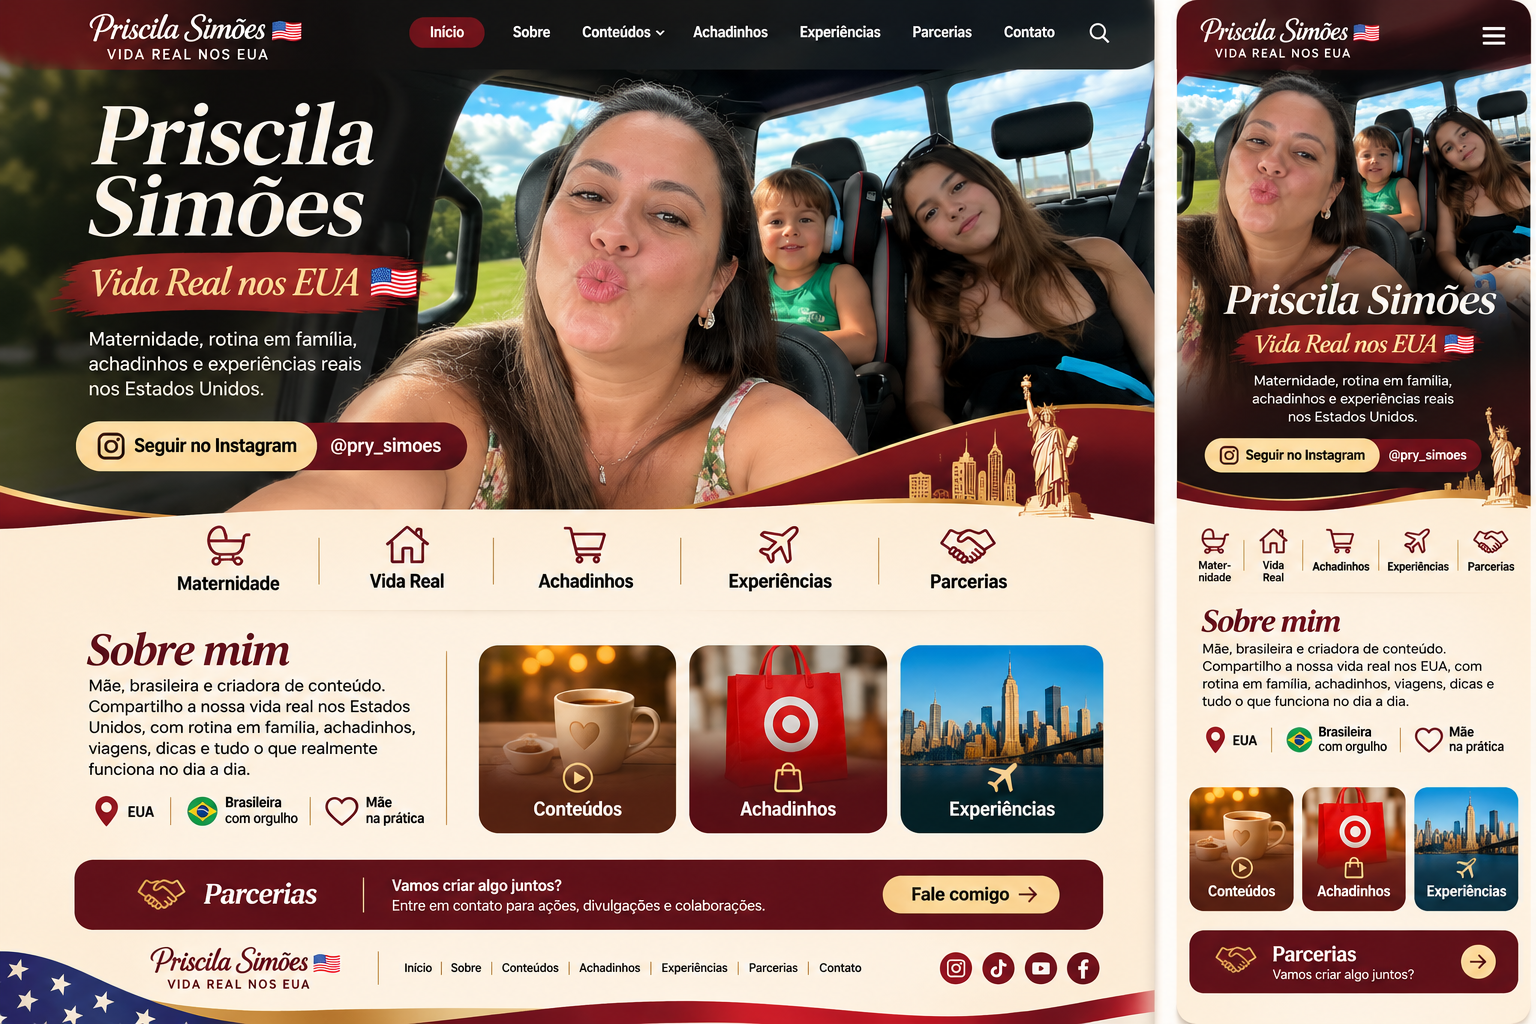 Priscila Simões
VIDA REAL NOS EUA
Início
Sobre
Conteúdos
Achadinhos
Experiências
Parcerias
Contato
Priscila
Simões
Vida Real nos EUA
Maternidade, rotina em família,
achadinhos e experiências reais
nos Estados Unidos.
Seguir no Instagram
@pry_simoes
Maternidade
Vida Real
Achadinhos
Experiências
Parcerias
Sobre mim
Mãe, brasileira e criadora de conteúdo.
Compartilho a nossa vida real nos Estados
Unidos, com rotina em família, achadinhos,
viagens, dicas e tudo o que realmente
funciona no dia a dia.
EUA
Brasileira
com orgulho
Mãe
na prática
Conteúdos
Achadinhos
Experiências
Parcerias
Vamos criar algo juntos?
Entre em contato para ações, divulgações e colaborações.
Fale comigo
Priscila Simões
VIDA REAL NOS EUA
Início
Sobre
Conteúdos
Achadinhos
Experiências
Parcerias
Contato
Priscila Simões
VIDA REAL NOS EUA
Priscila Simões
Vida Real nos EUA
Maternidade, rotina em família,
achadinhos e experiências reais
nos Estados Unidos.
Seguir no Instagram
@pry_simoes
Mater-
nidade
Vida
Real
Achadinhos
Experiências
Parcerias
Sobre mim
Mãe, brasileira e criadora de conteúdo.
Compartilho a nossa vida real nos EUA, com
rotina em família, achadinhos, viagens, dicas e
tudo o que funciona no dia a dia.
EUA
Brasileira
com orgulho
Mãe
na prática
Conteúdos
Achadinhos
Experiências
Parcerias
Vamos criar algo juntos?